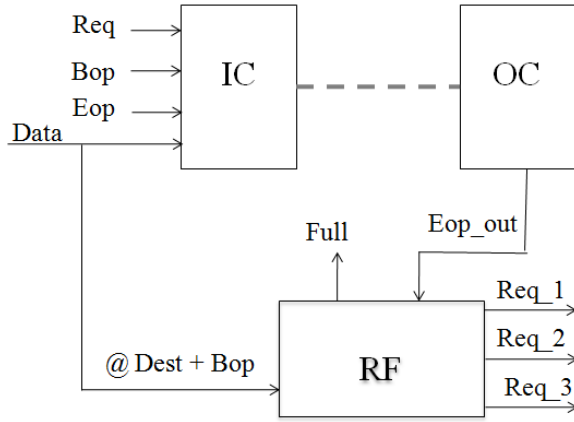 Req
Bop
Eop
Data
IC
OC
Full
Eop_out
Req_1
Req_2
Req_3
@ Dest + Bop
RF